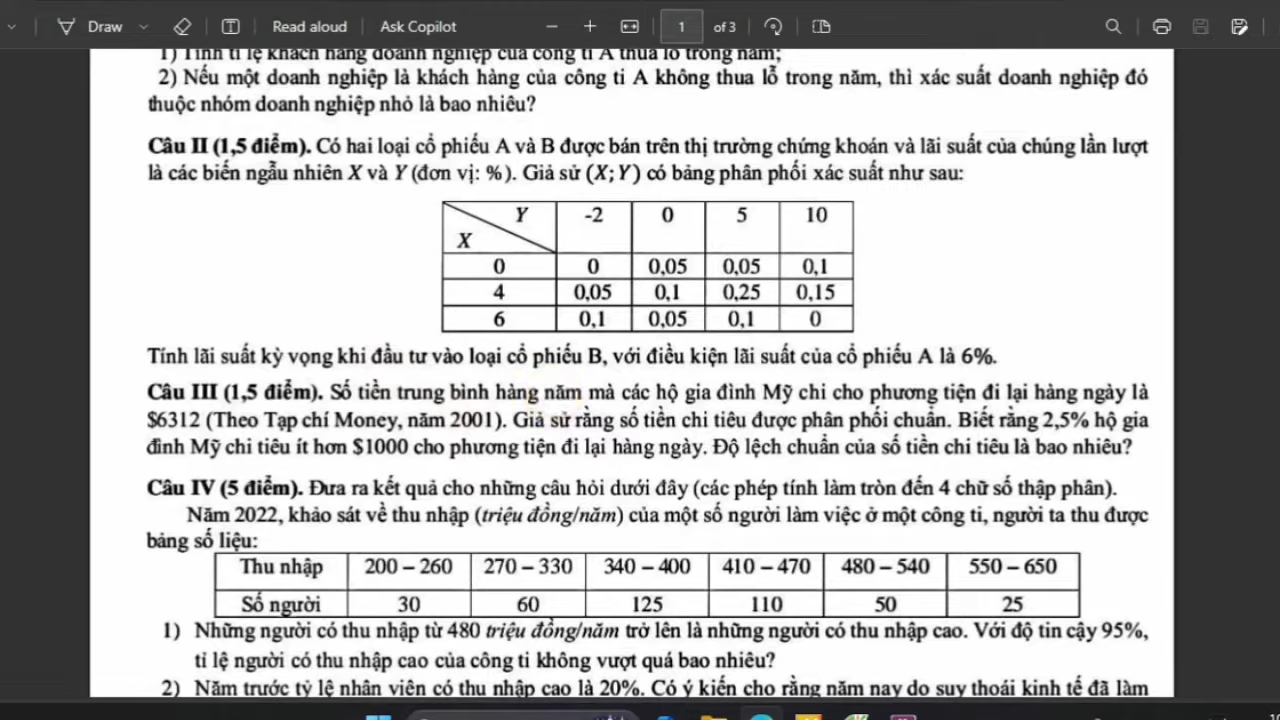 Draw
Read aloud
Ask Copilot
1 of 3
1) Tính tỉ lệ khách hàng doanh nghiệp của công ti A thua lỗ trong năm;
2) Nếu một doanh nghiệp là khách hàng của công ti A không thua lỗ trong năm, thì xác suất doanh nghiệp đó
thuộc nhóm doanh nghiệp nhỏ là bao nhiêu?
Câu II (1,5 điểm). Có hai loại cổ phiếu A và B được bán trên thị trường chứng khoán và lãi suất của chúng lần lượt
là các biến ngẫu nhiên X và Y (đơn vị: %). Giả sử (X; Y) có bảng phân phối xác suất như sau:
Y -2 0 5 10
X
0 0 0,05 0,05 0,1
4 0,05 0,1 0,25 0,15
6 0,1 0,05 0,1 0
Tính lãi suất kỳ vọng khi đầu tư vào loại cổ phiếu B, với điều kiện lãi suất của cổ phiếu A là 6%.
Câu III (1,5 điểm). Số tiền trung bình hàng năm mà các hộ gia đình Mỹ chi cho phương tiện đi lại hàng ngày là
$6312 (Theo Tạp chí Money, năm 2001). Giả sử rằng số tiền chi tiêu được phân phối chuẩn. Biết rằng 2,5% hộ gia
đình Mỹ chi tiêu ít hơn $1000 cho phương tiện đi lại hàng ngày. Độ lệch chuẩn của số tiền chi tiêu là bao nhiêu?
Câu IV (5 điểm). Đưa ra kết quả cho những câu hỏi dưới đây (các phép tính làm tròn đến 4 chữ số thập phân).
Năm 2022, khảo sát về thu nhập (triệu đồng/năm) của một số người làm việc ở một công ti, người ta thu được
bảng số liệu:
Thu nhập 200 – 260 270 – 330 340 – 400 410 – 470 480 – 540 550 – 650
Số người 30 60 125 110 50 25
1) Những người có thu nhập từ 480 triệu đồng/năm trở lên là những người có thu nhập cao. Với độ tin cậy 95%,
tỉ lệ người có thu nhập cao của công ti không vượt quá bao nhiêu?
2) Năm trước tỷ lệ nhân viên có thu nhập cao là 20%. Có ý kiến cho rằng năm nay do suy thoái kinh tế đã làm